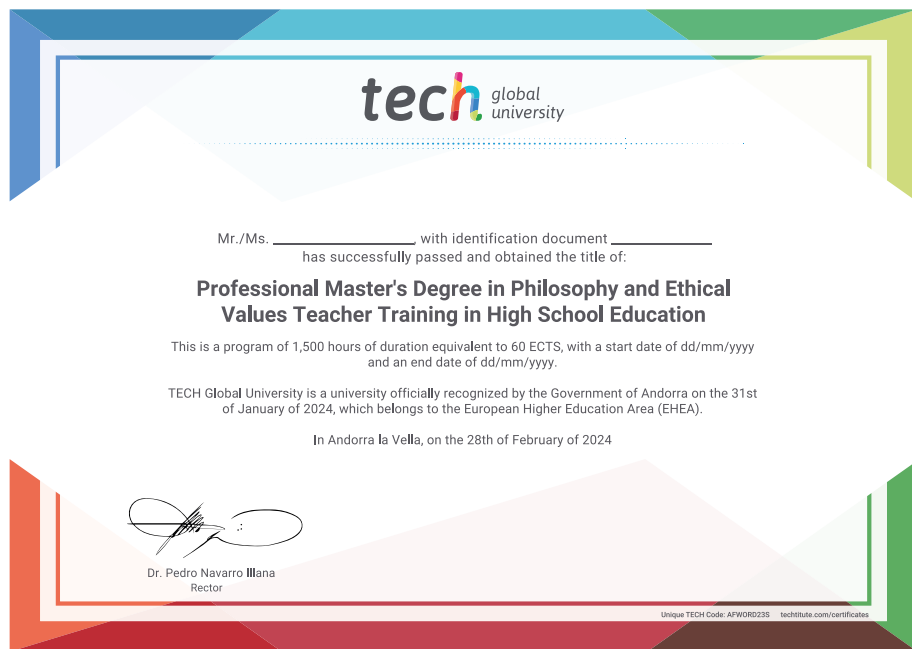 tech global university
Mr./Ms. ____________, with identification document ____________
has successfully passed and obtained the title of:
Professional Master's Degree in Philosophy and Ethical
Values Teacher Training in High School Education
This is a program of 1,500 hours of duration equivalent to 60 ECTS, with a start date of dd/mm/yyyy
and an end date of dd/mm/yyyy.
TECH Global University is a university officially recognized by the Government of Andorra on the 31st
of January of 2024, which belongs to the European Higher Education Area (EHEA).
In Andorra la Vella, on the 28th of February of 2024
Dr. Pedro Navarro Illana
Rector
Unique TECH Code: AFWORD23S techtitute.com/certificates